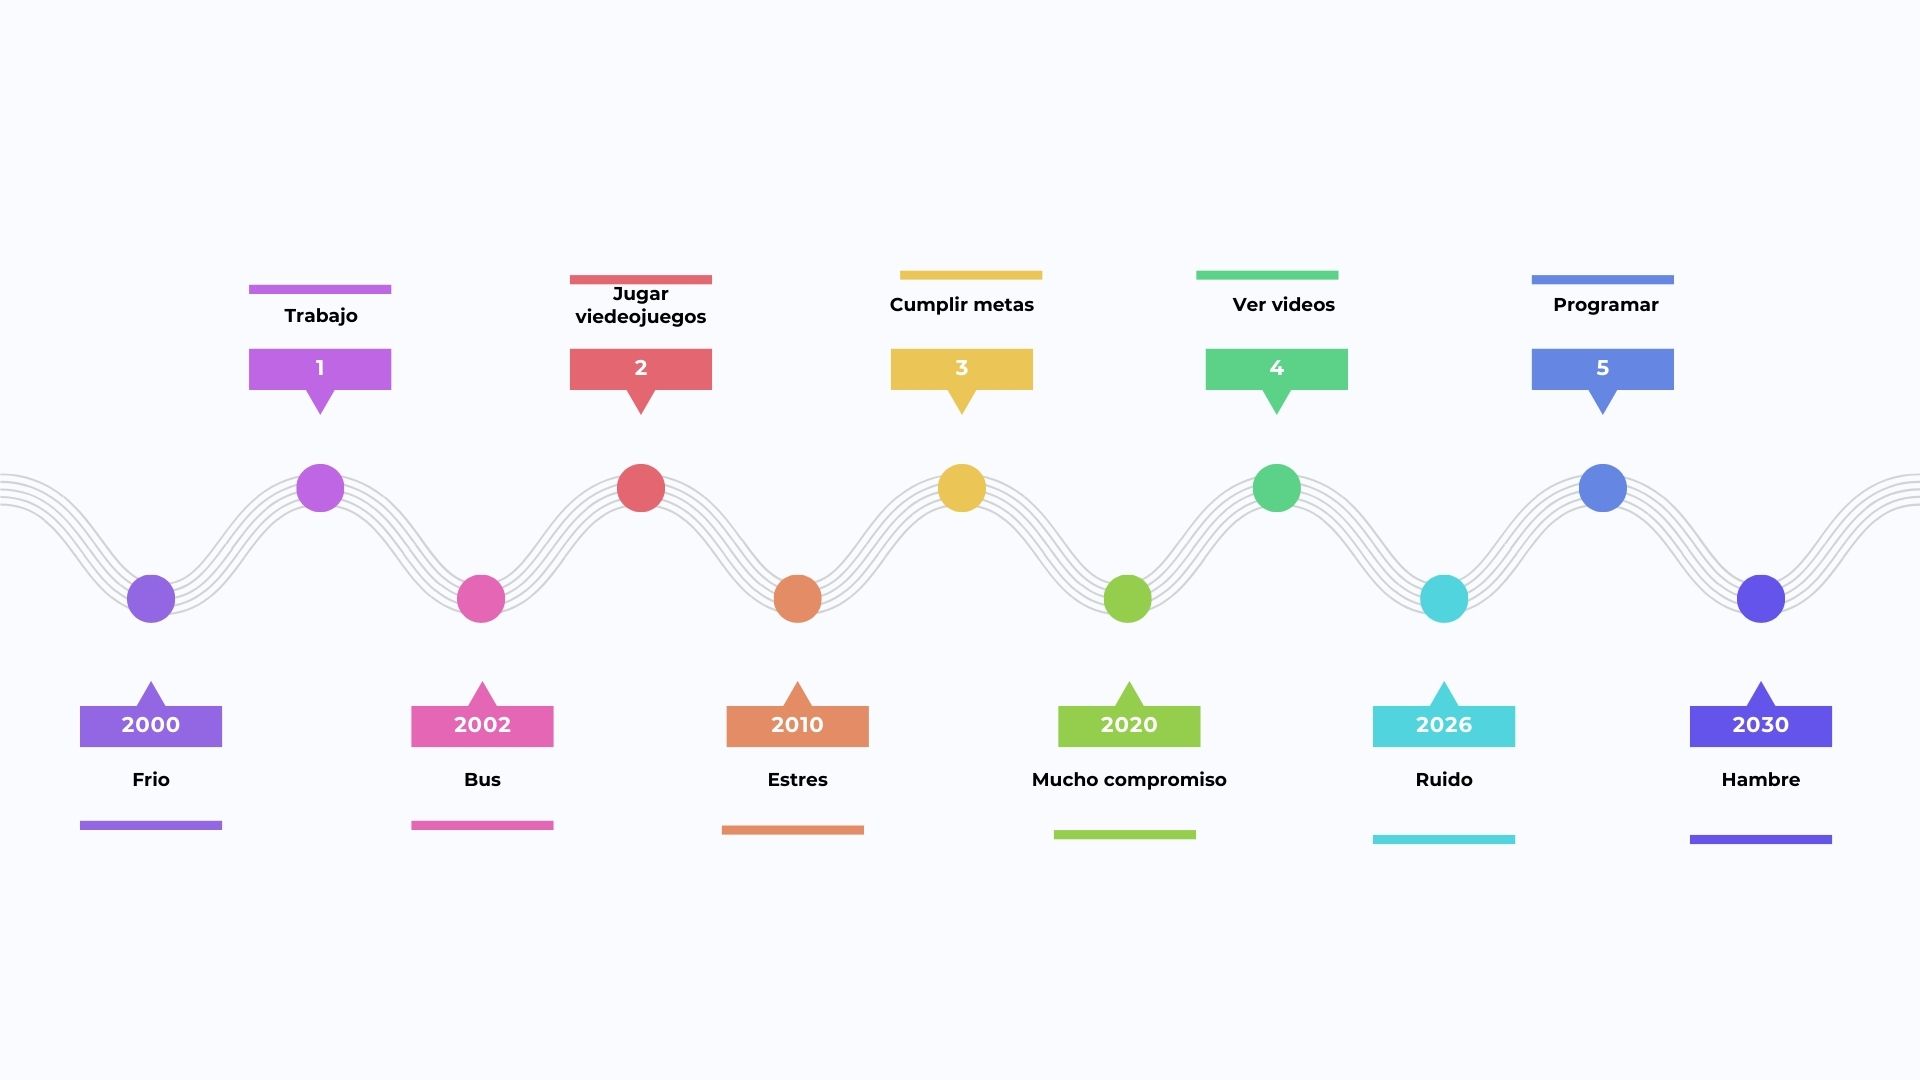 Trabajo
1
Jugar
viedeojuegos
2
Cumplir metas
3
Ver videos
4
Programar
5
2000
Frio
2002
Bus
2010
Estres
2020
Mucho compromiso
2026
Ruido
2030
Hambre